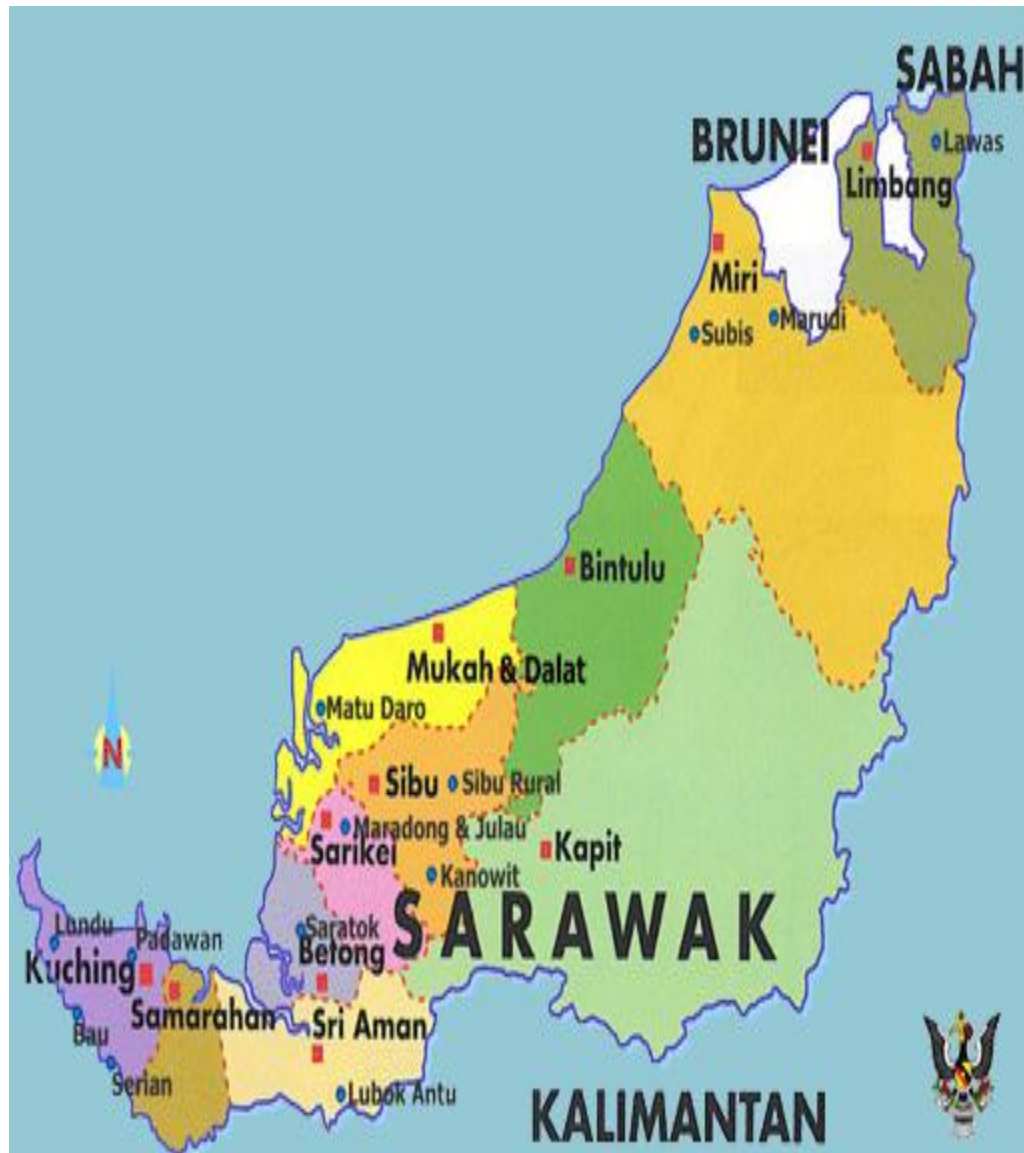 SABAH
BRUNEI
Lawas
Limbang
Miri
Marudi
Subis
Bintulu
Mukah & Dalat
Matu Daro
N
Sibu
Sibu Rural
Maradong & Julau
Sarikei
Kapit
Kanowit
SARAWAK
Saratok
Lundu
Padawan
Betong
Kuching
Samarahan
Sri Aman
Bau
Serian
Lubok Antu
KALIMANTAN